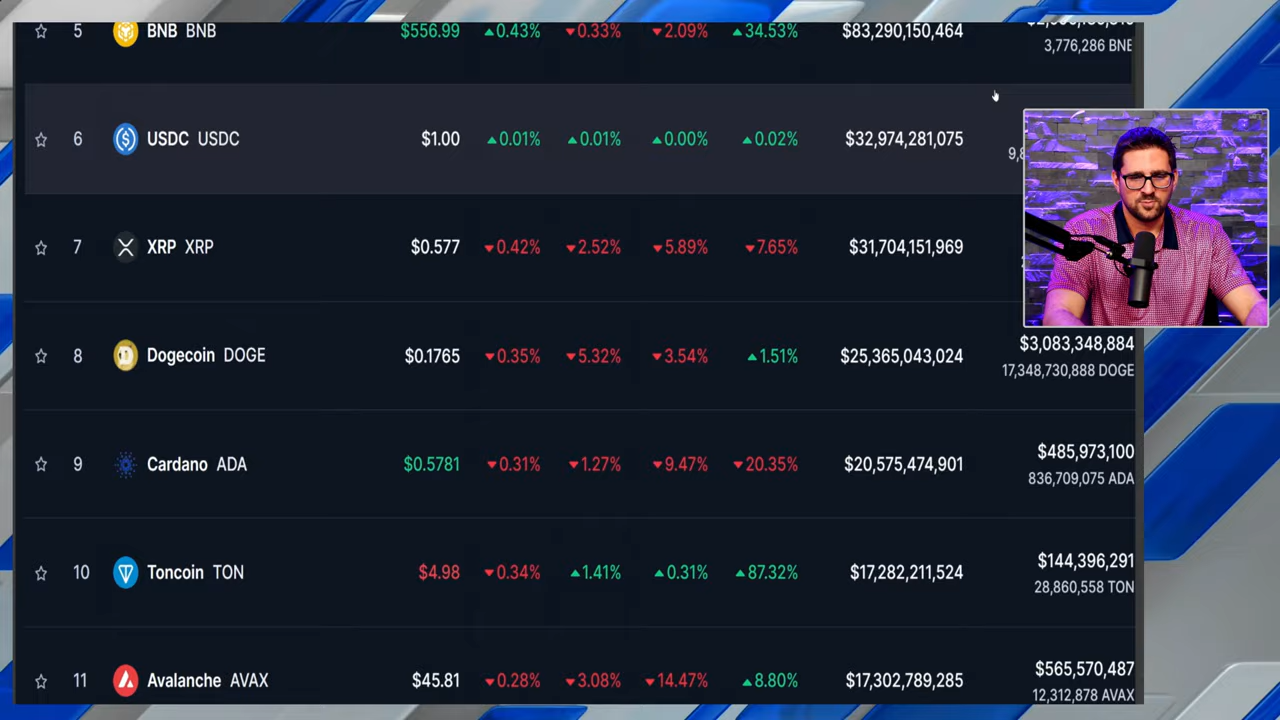 5 BNB BNB $556.99 ▲0.43% ▼0.33% ▼2.09% ▲34.53% $83,290,150,464
3,776,286 BNB
6 USDC USDC $1.00 ▲0.01% ▲0.01% ▲0.00% ▲0.02% $32,974,281,075
7 XRP XRP $0.577 ▼0.42% ▼2.52% ▼5.89% ▼7.65% $31,704,151,969
8 Dogecoin DOGE $0.1765 ▼0.35% ▼5.32% ▼3.54% ▲1.51% $25,365,043,024 $3,083,348,884
17,348,730,888 DOGE
9 Cardano ADA $0.5781 ▼0.31% ▼1.27% ▼9.47% ▼20.35% $20,575,474,901 $485,973,100
836,709,075 ADA
10 Toncoin TON $4.98 ▼0.34% ▲1.41% ▲0.31% ▲87.32% $17,282,211,524 $144,396,291
28,860,558 TON
11 Avalanche AVAX $45.81 ▼0.28% ▼3.08% ▼14.47% ▲8.80% $17,302,789,285 $565,570,487
12,312,878 AVAX